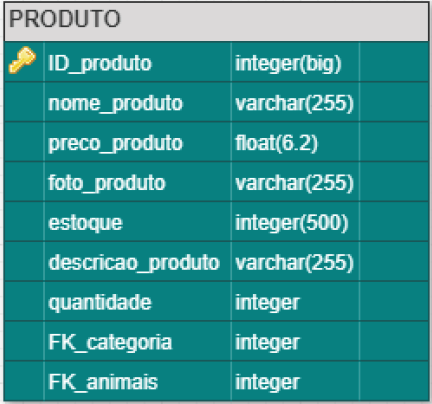 PRODUTO
ID_produto integer(big)
nome_produto varchar(255)
preco_produto float(6.2)
foto_produto varchar(255)
estoque integer(500)
descricao_produto varchar(255)
quantidade integer
FK_categoria integer
FK_animais integer